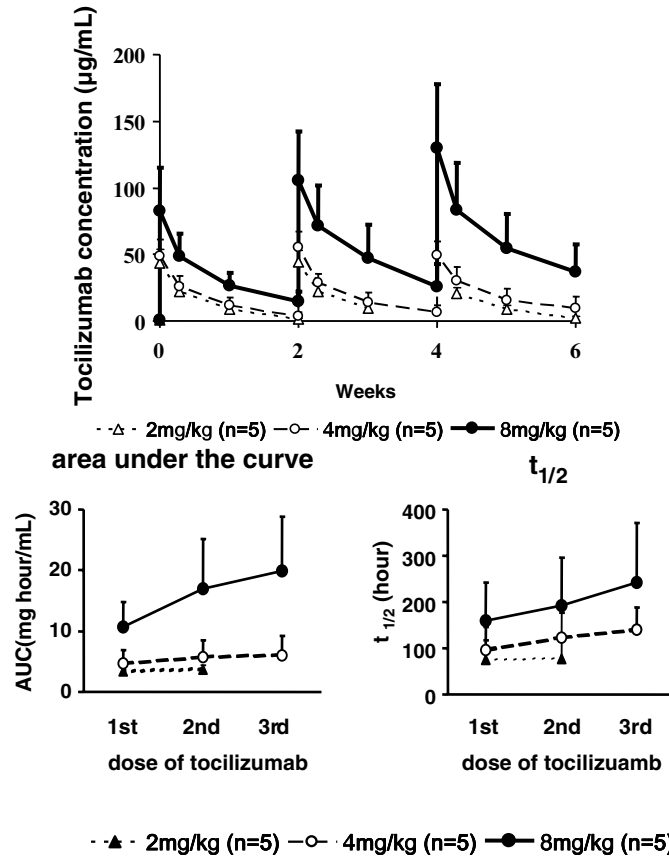 Tocilizumab concentration (µg/mL)
200
150
100
50
0
0 2 4 6
Weeks
2mg/kg (n=5) 4mg/kg (n=5) 8mg/kg (n=5)
area under the curve
t1/2
AUC(mg hour/mL)
30
20
10
0
1st 2nd 3rd
dose of tocilizumab
t 1/2 (hour)
400
300
200
100
0
1st 2nd 3rd
dose of tocilizuamb
2mg/kg (n=5) 4mg/kg (n=5) 8mg/kg (n=5)